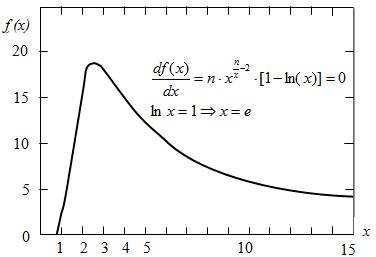 f(x)
20
15
10
5
0
df(x)/dx = n · x^{n/x −2} · [1−ln(x)] = 0
ln x = 1 ⇒ x = e
1 2 3 4 5 10 15
x